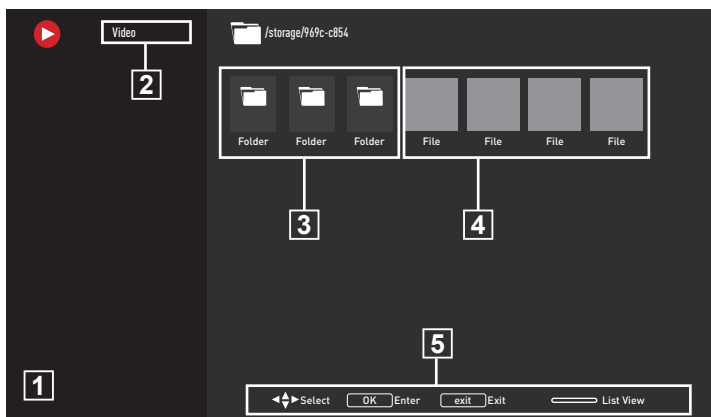 Video
/storage/969c-c854
2
Folder Folder Folder File File File File
3 4
5
1
Select OK Enter exit Exit List View